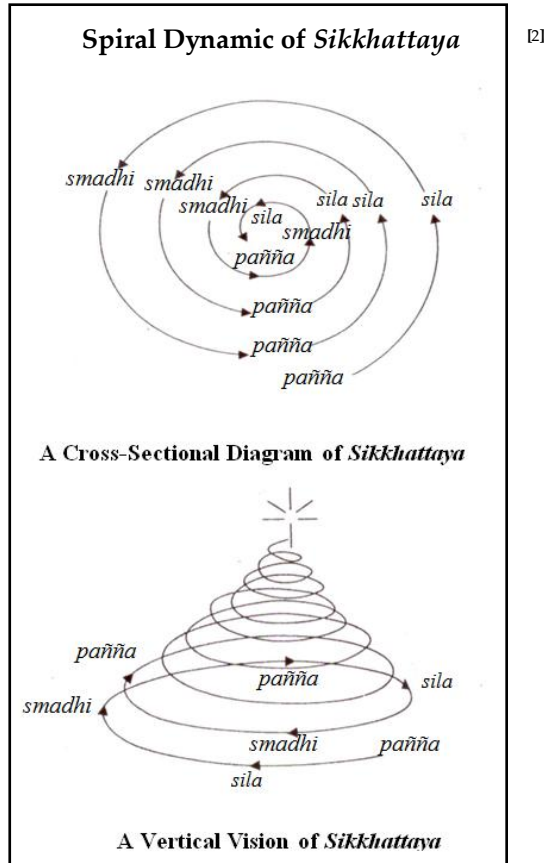 Spiral Dynamic of Sikkhattaya
[2]
smadhi smadhi
smadhi sila sila sila sila
smadhi
pañña
pañña
pañña
pañña
A Cross-Sectional Diagram of Sikkhattaya
pañña
pañña sila
smadhi
smadhi pañña
sila
A Vertical Vision of Sikkhattaya